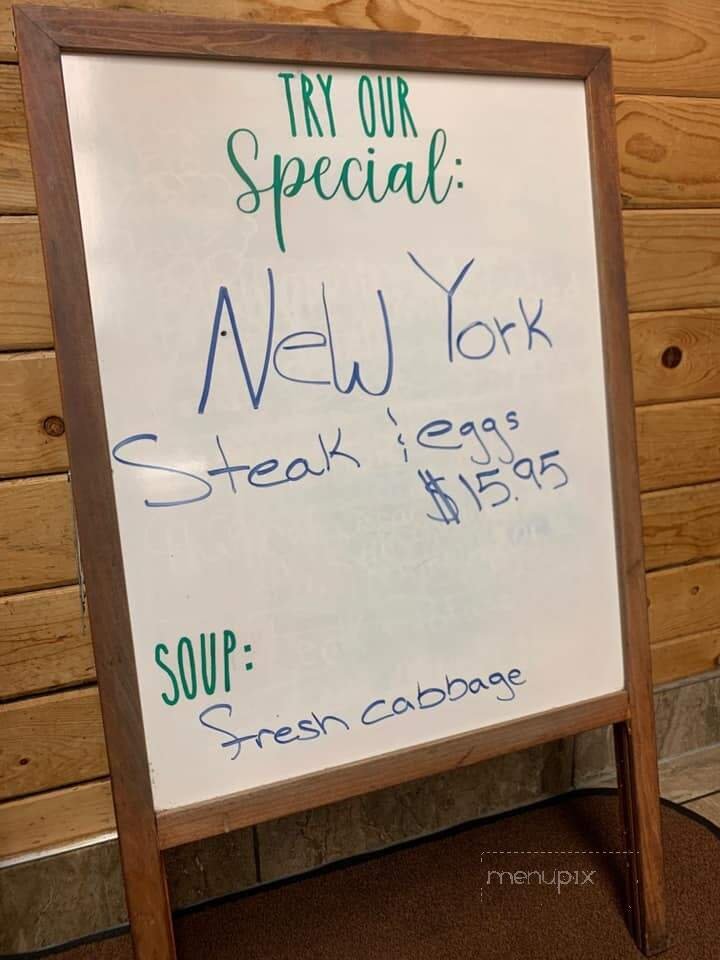 TRY OUR
Special:
New York
Steak & eggs
$15.95
SOUP:
fresh cabbage
menupix